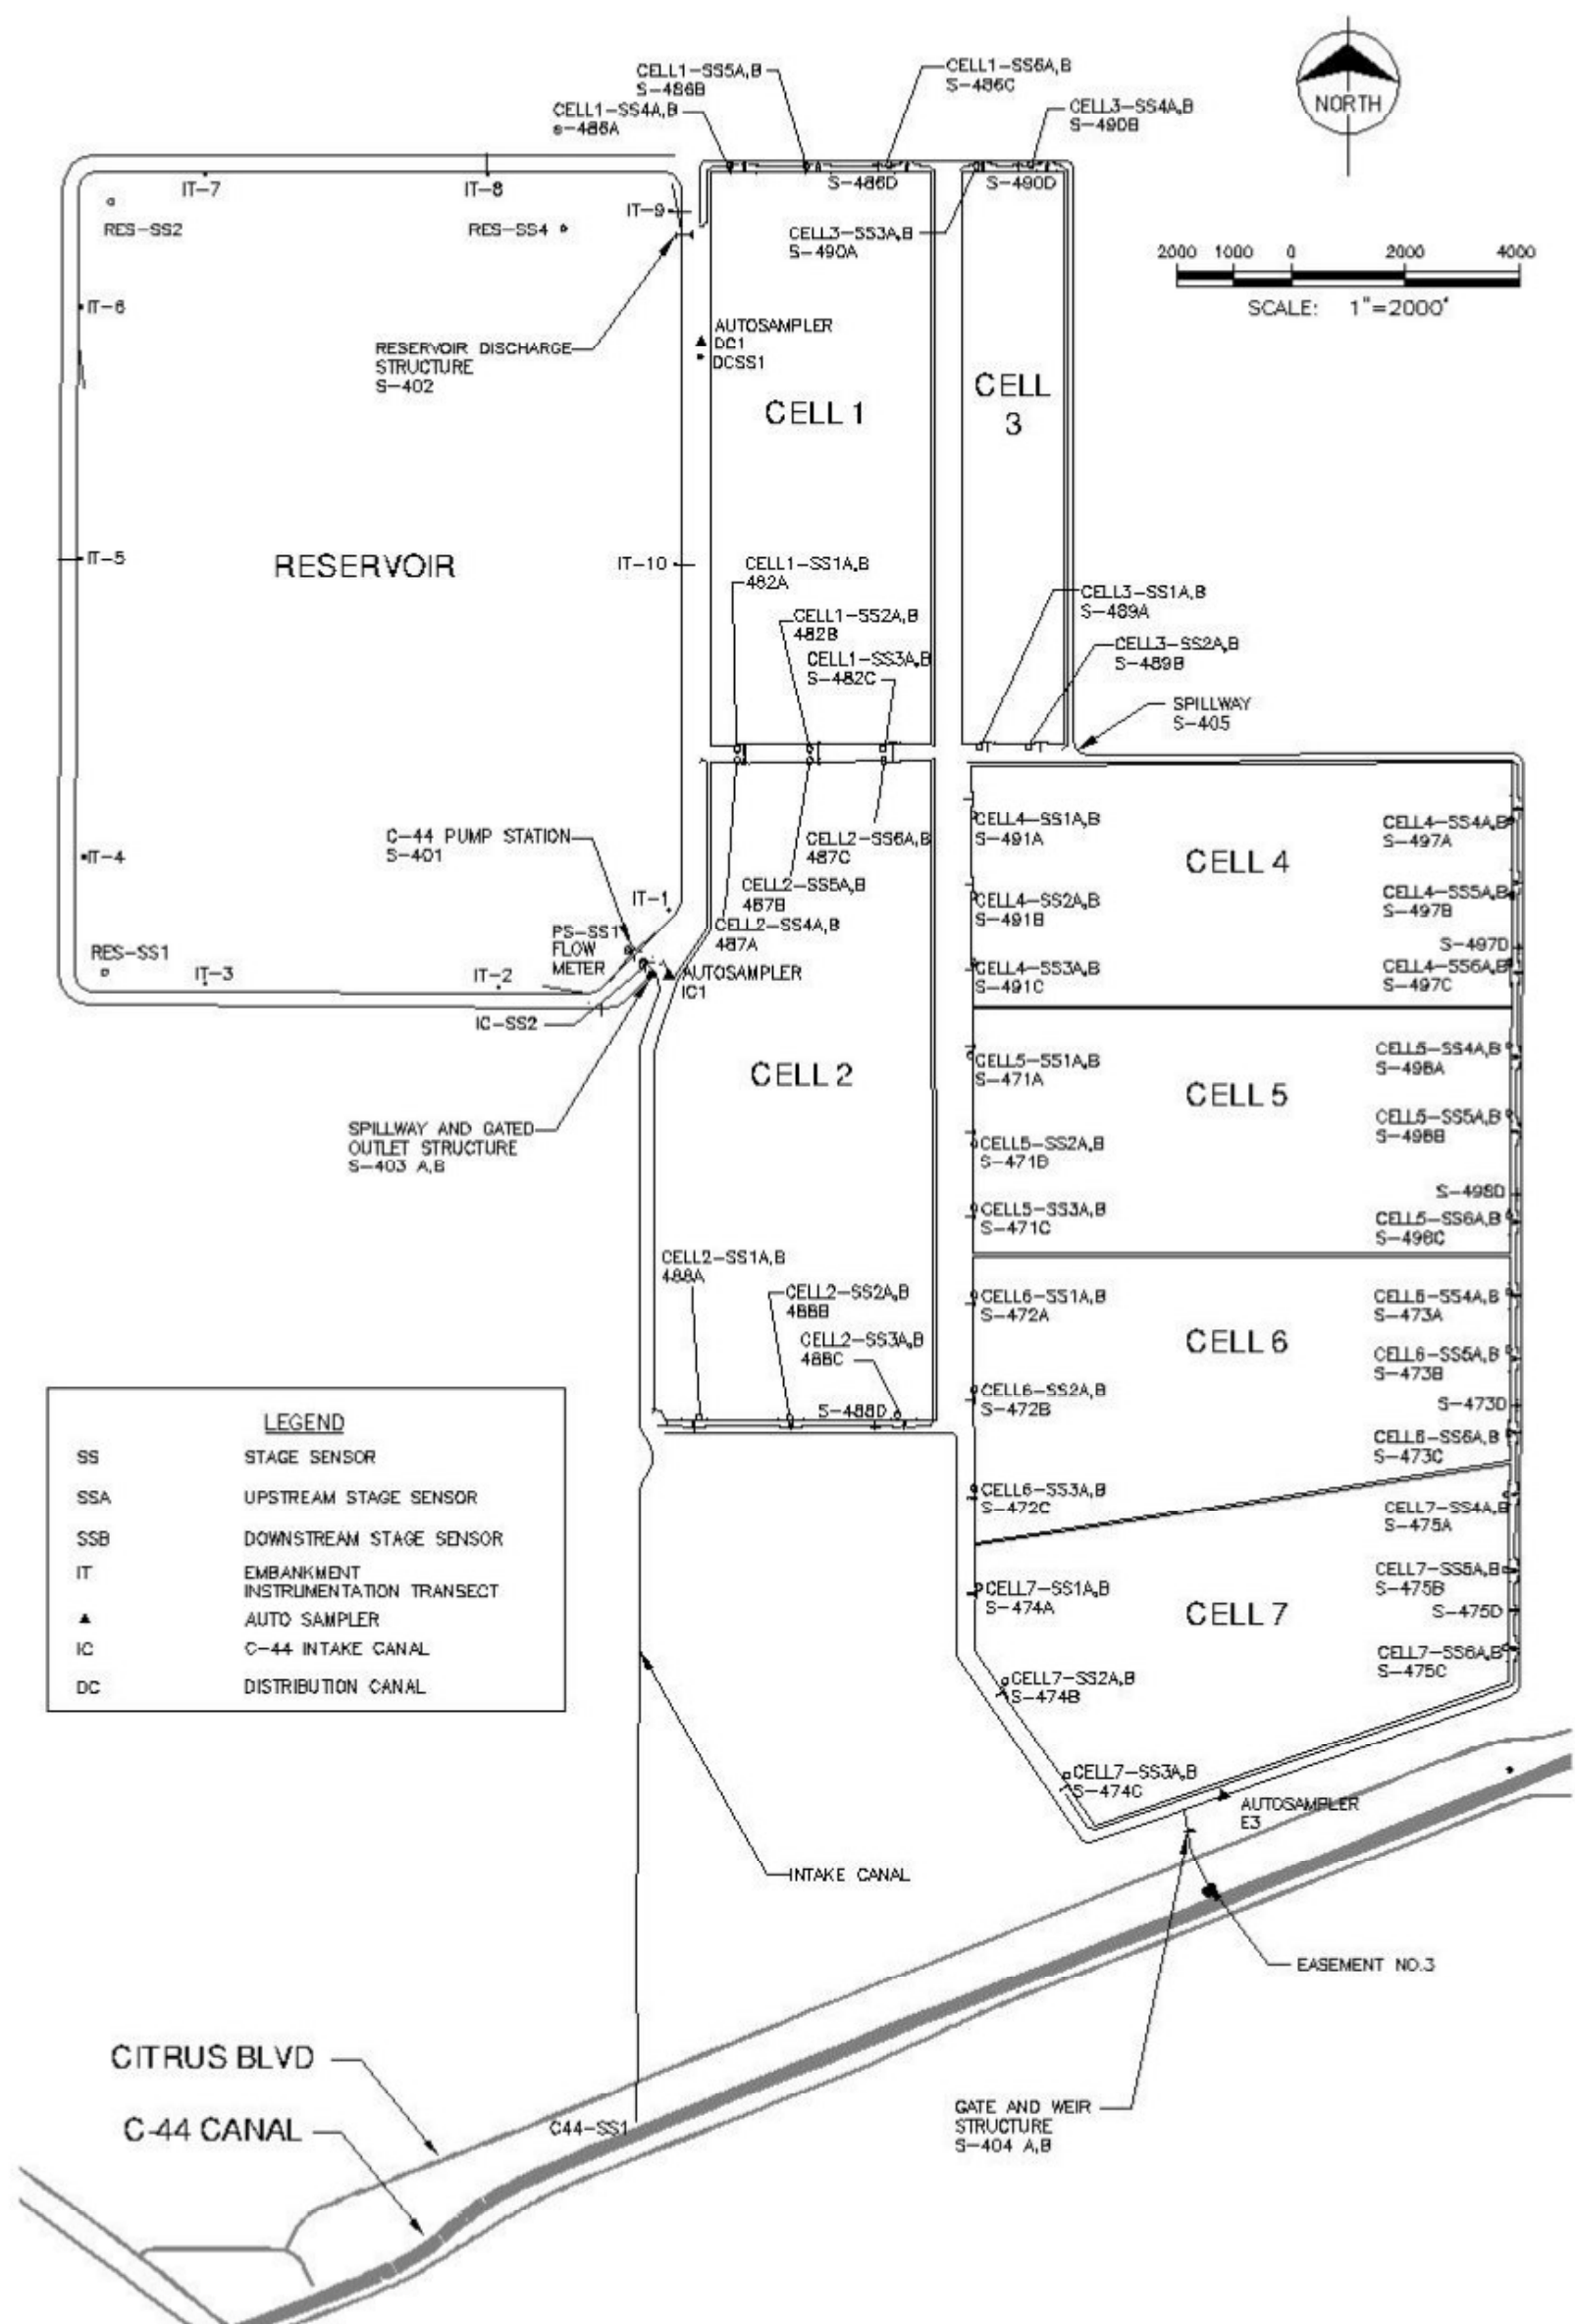 NORTH
CELL1-SS5A,B
S-486B
CELL1-SS6A,B
S-486C
CELL1-SS4A,B
s-486A
CELL3-SS4A,B
S-490B
IT-7
IT-8
S-486D
S-490D
IT-9
RES-SS2
RES-SS4
CELL3-SS3A,B
S-490A
2000 1000 0 2000 4000
SCALE: 1"=2000'
IT-6
AUTOSAMPLER
DC1
DCSS1
RESERVOIR DISCHARGE
STRUCTURE
S-402
CELL 1
CELL
3
IT-5
RESERVOIR
IT-10
CELL1-SS1A,B
482A
CELL1-SS2A,B
482B
CELL1-SS3A,B
S-482C
CELL3-SS1A,B
S-489A
CELL3-SS2A,B
S-489B
SPILLWAY
S-405
C-44 PUMP STATION
S-401
IT-4
CELL2-SS6A,B
487C
CELL2-SS5A,B
487B
CELL2-SS4A,B
487A
CELL4-SS1A,B
S-491A
CELL 4
CELL4-SS4A,B
S-497A
CELL4-SS2A,B
S-491B
CELL4-SS5A,B
S-497B
S-497D
CELL4-SS3A,B
S-491C
CELL4-SS6A,B
S-497C
IT-1
PS-SS1
FLOW
METER
RES-SS1
IT-3
IT-2
AUTOSAMPLER
IC1
IC-SS2
CELL 2
CELL5-SS1A,B
S-471A
CELL 5
CELL5-SS4A,B
S-498A
CELL5-SS2A,B
S-471B
CELL5-SS5A,B
S-498B
S-498D
CELL5-SS3A,B
S-471C
CELL5-SS6A,B
S-498C
SPILLWAY AND GATED
OUTLET STRUCTURE
S-403 A,B
CELL2-SS1A,B
488A
CELL2-SS2A,B
488B
CELL2-SS3A,B
488C
S-488D
CELL6-SS1A,B
S-472A
CELL 6
CELL6-SS4A,B
S-473A
CELL6-SS5A,B
S-473B
CELL6-SS2A,B
S-472B
S-473D
CELL6-SS6A,B
S-473C
CELL6-SS3A,B
S-472C
LEGEND
SS STAGE SENSOR
SSA UPSTREAM STAGE SENSOR
SSB DOWNSTREAM STAGE SENSOR
IT EMBANKMENT
INSTRUMENTATION TRANSECT
▲ AUTO SAMPLER
IC C-44 INTAKE CANAL
DC DISTRIBUTION CANAL
CELL7-SS4A,B
S-475A
CELL7-SS1A,B
S-474A
CELL 7
CELL7-SS5A,B
S-475B
S-475D
CELL7-SS2A,B
S-474B
CELL7-SS6A,B
S-475C
CELL7-SS3A,B
S-474C
AUTOSAMPLER
E3
INTAKE CANAL
EASEMENT NO.3
CITRUS BLVD
C-44 CANAL
C44-SS1
GATE AND WEIR
STRUCTURE
S-404 A,B